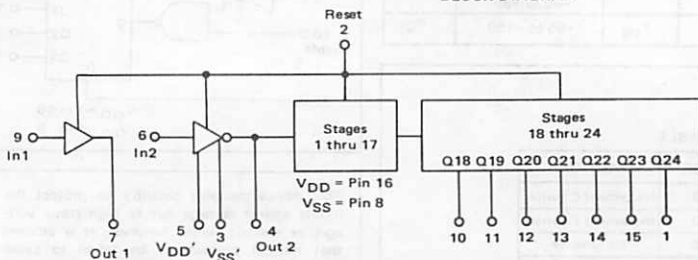 Reset
2
9
In1
6
In2
Stages
1 thru 17
Stages
18 thru 24
Q18 Q19 Q20 Q21 Q22 Q23 Q24
VDD = Pin 16
VSS = Pin 8
7
Out 1
5
VDD'
3
VSS'
4
Out 2
10 11 12 13 14 15 1